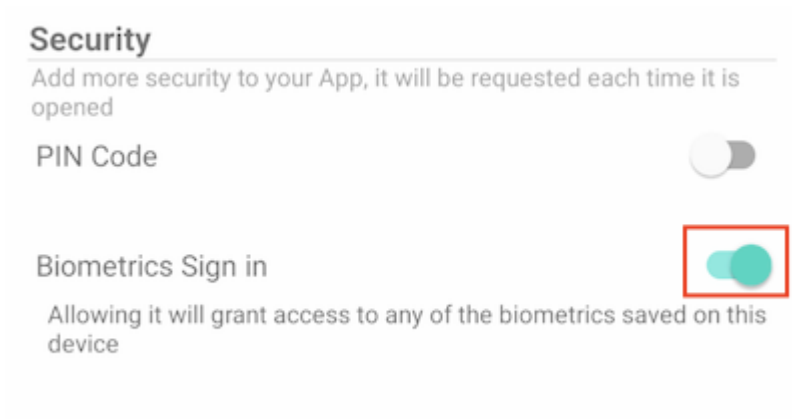 Security
Add more security to your App, it will be requested each time it is
opened
PIN Code
Biometrics Sign in
Allowing it will grant access to any of the biometrics saved on this
device